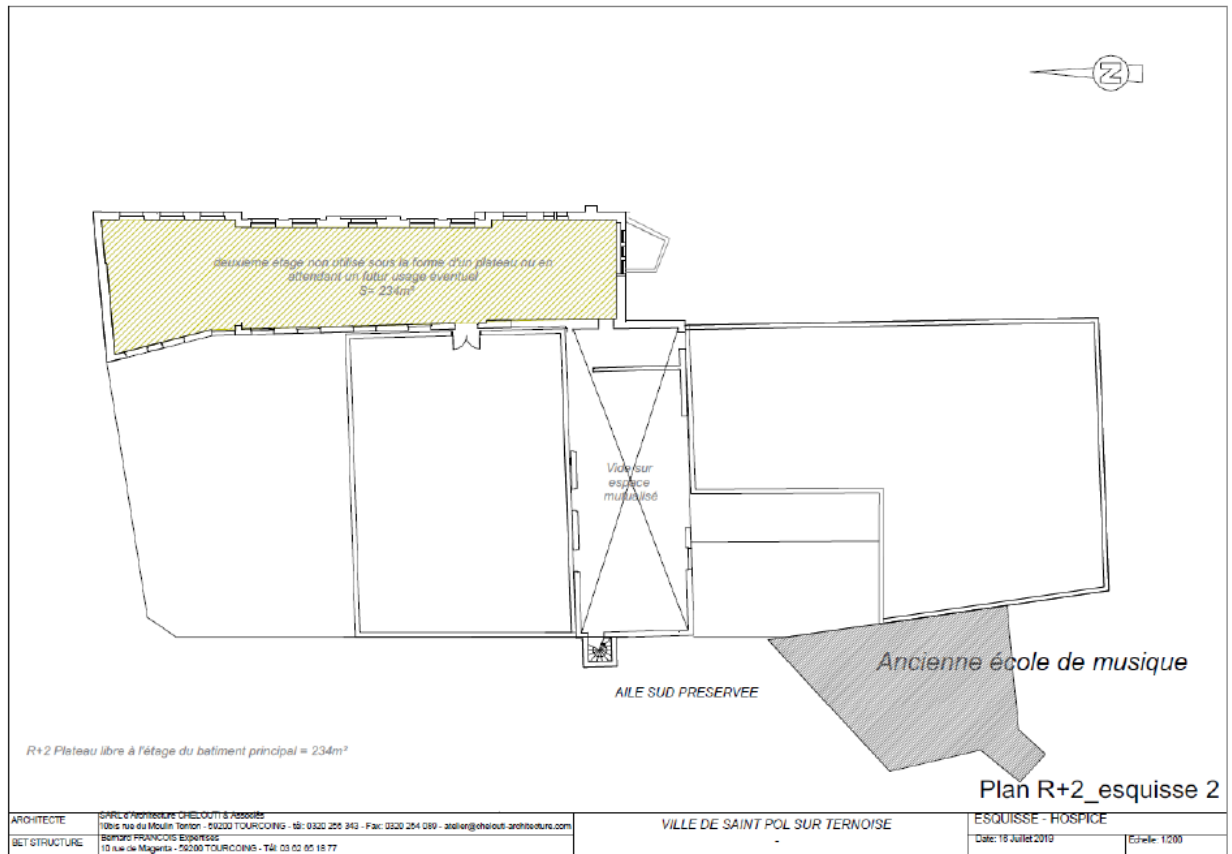 N
deuxieme étage non utilisé sous la forme d'un plateau nu en
attendant un futur usage éventuel
S= 234m²
Vide sur
espace
mutualisé
Ancienne école de musique
AILE SUD PRESERVEE
R+2 Plateau libre à l'étage du batiment principal = 234m²
Plan R+2_esquisse 2
ARCHITECTE
SARL d'Architecture CHELOUTI & Associés
10bis rue du Moulin Tonton - 59200 TOURCOING - tél: 0320 265 343 - Fax: 0320 264 089 - atelier@chelouti-architecture.com
BET STRUCTURE
Bernard FRANCOIS Expertises
10 rue de Magenta - 59200 TOURCOING - Tél: 03 62 65 18 77
VILLE DE SAINT POL SUR TERNOISE
-
ESQUISSE - HOSPICE
Date: 16 Juillet 2019
Echelle: 1/200